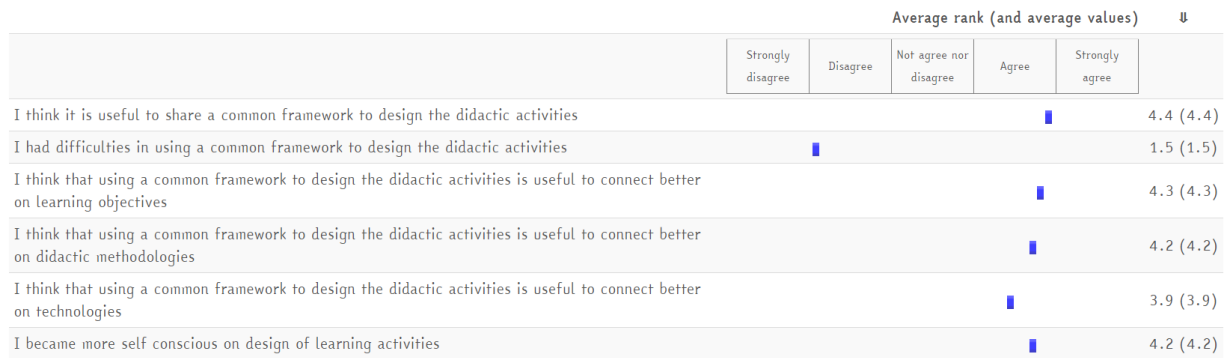 Average rank (and average values) ⇓
Strongly disagree
Disagree
Not agree nor disagree
Agree
Strongly agree
I think it is useful to share a common framework to design the didactic activities 4.4 (4.4)
I had difficulties in using a common framework to design the didactic activities 1.5 (1.5)
I think that using a common framework to design the didactic activities is useful to connect better
on learning objectives 4.3 (4.3)
I think that using a common framework to design the didactic activities is useful to connect better
on didactic methodologies 4.2 (4.2)
I think that using a common framework to design the didactic activities is useful to connect better
on technologies 3.9 (3.9)
I became more self conscious on design of learning activities 4.2 (4.2)